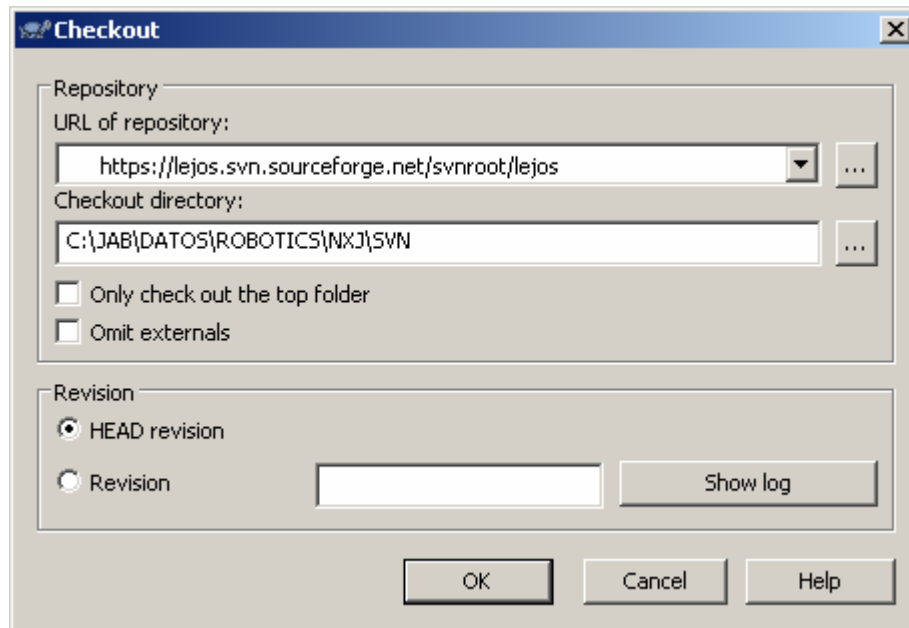 Checkout
Repository
URL of repository:
https://lejos.svn.sourceforge.net/svnroot/lejos
...
Checkout directory:
C:\JAB\DATOS\ROBOTICS\NXJ\SVN
...
Only check out the top folder
Omit externals
Revision
HEAD revision
Revision
Show log
OK Cancel Help